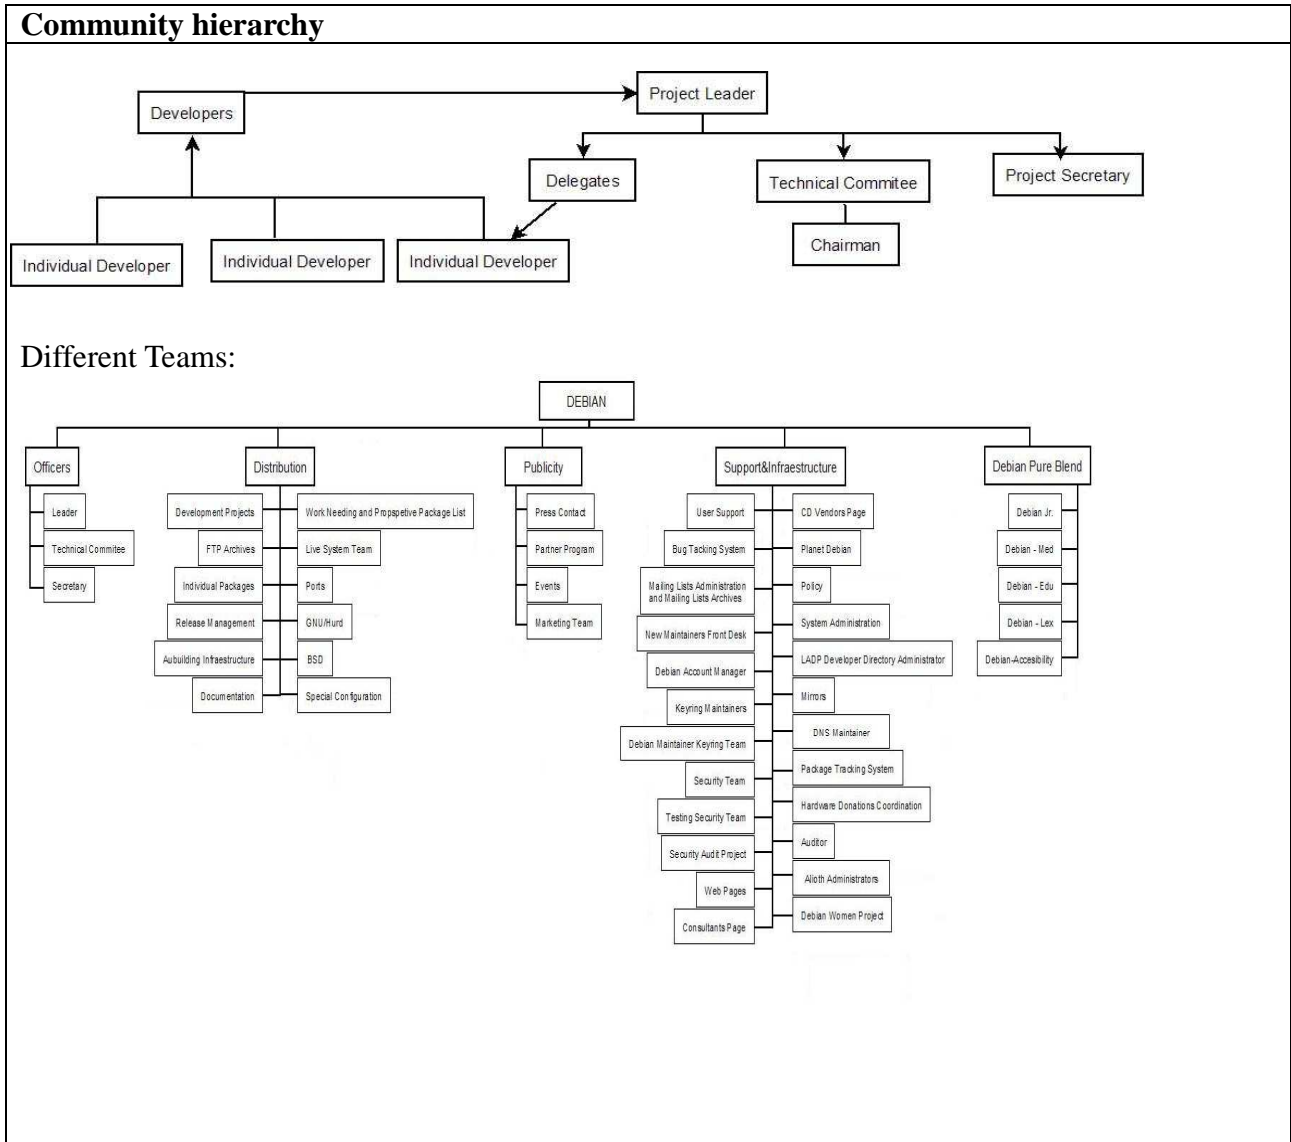 Community hierarchy
Project Leader
Developers
Delegates
Technical Commitee
Project Secretary
Chairman
Individual Developer
Individual Developer
Individual Developer
Different Teams:
DEBIAN
Officers
Distribution
Publicity
Support&Infraestructure
Debian Pure Blend
Leader
Technical Commitee
Secretary
Development Projects
FTP Archives
Individual Packages
Release Management
Aubuilding Infraestructure
Documentation
Work Needing and Propspetive Package List
Live System Team
Ports
GNU/Hurd
BSD
Special Configuration
Press Contact
Partner Program
Events
Marketing Team
User Support
Bug Tacking System
Mailing Lists Administration
and Mailing Lists Archives
New Maintainers Front Desk
Debian Account Manager
Keyring Maintainers
Debian Maintainer Keyring Team
Security Team
Testing Security Team
Security Audit Project
Web Pages
Consultants Page
CD Vendors Page
Planet Debian
Policy
System Administration
LADP Developer Directory Administrator
Mirrors
DNS Maintainer
Package Tracking System
Hardware Donations Coordination
Auditor
Alioth Administrators
Debian Women Project
Debian Jr.
Debian - Med
Debian - Edu
Debian - Lex
Debian-Accesibility